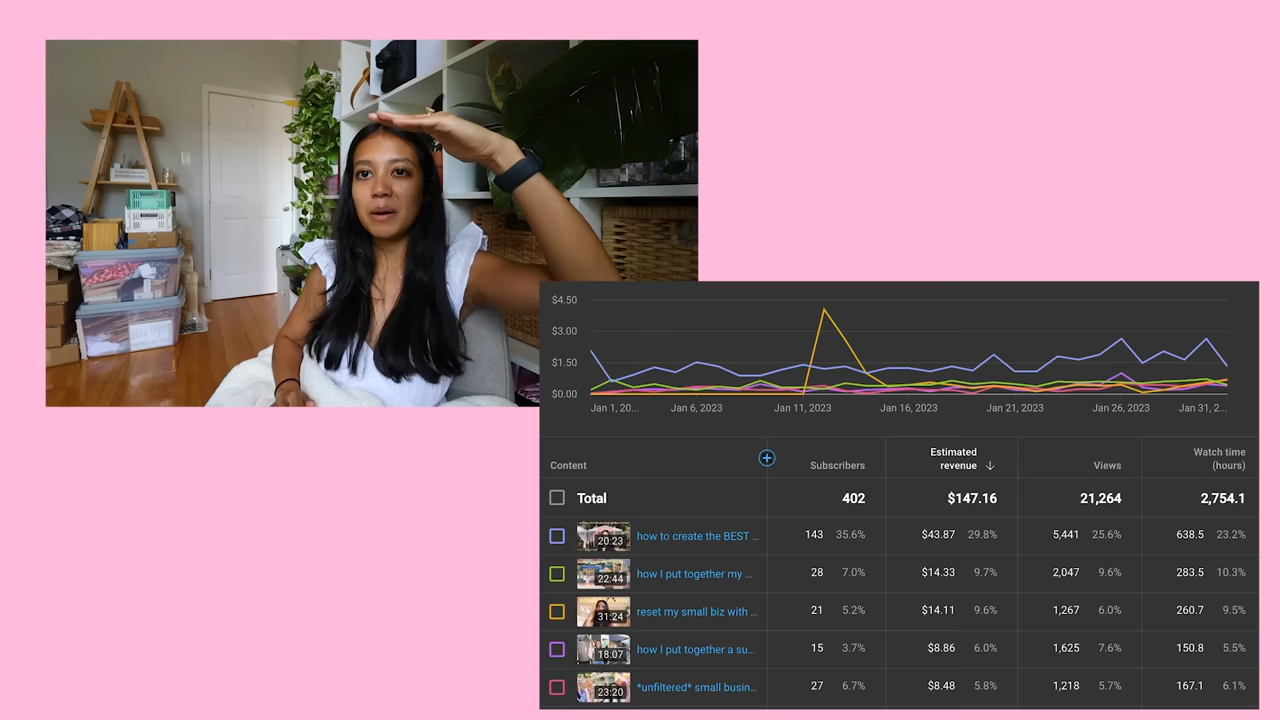 $4.50
$3.00
$1.50
$0.00
Jan 1, 20... Jan 6, 2023 Jan 11, 2023 Jan 16, 2023 Jan 21, 2023 Jan 26, 2023 Jan 31, 2...
Content Subscribers Estimated revenue Views Watch time (hours)
Total 402 $147.16 21,264 2,754.1
20:23 how to create the BEST ... 143 35.6% $43.87 29.8% 5,441 25.6% 638.5 23.2%
22:44 how I put together my ... 28 7.0% $14.33 9.7% 2,047 9.6% 283.5 10.3%
31:24 reset my small biz with ... 21 5.2% $14.11 9.6% 1,267 6.0% 260.7 9.5%
18:07 how I put together a su... 15 3.7% $8.86 6.0% 1,625 7.6% 150.8 5.5%
23:20 *unfiltered* small busin... 27 6.7% $8.48 5.8% 1,218 5.7% 167.1 6.1%